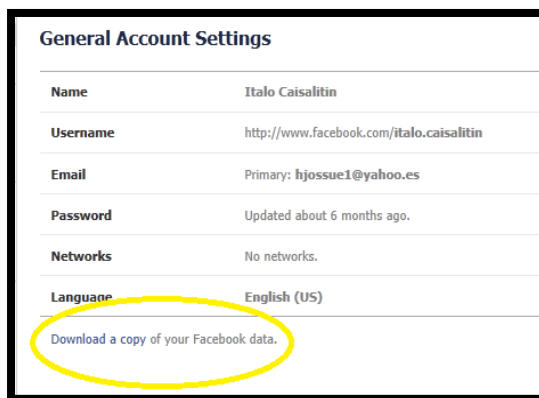 General Account Settings
Name Italo Caisalitin
Username http://www.facebook.com/italo.caisalitin
Email Primary: hjossue1@yahoo.es
Password Updated about 6 months ago.
Networks No networks.
Language English (US)
Download a copy of your Facebook data.